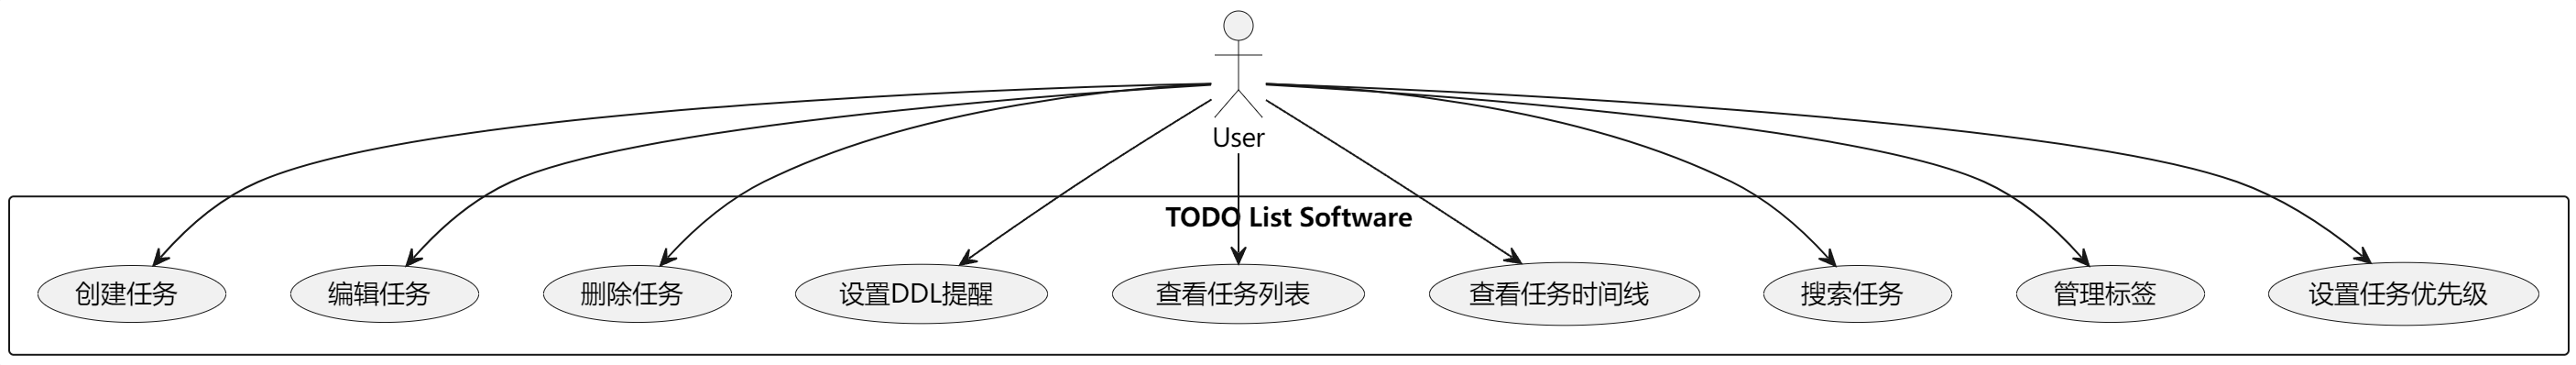 User
TODO List Software
创建任务
编辑任务
删除任务
设置DDL提醒
查看任务列表
查看任务时间线
搜索任务
管理标签
设置任务优先级